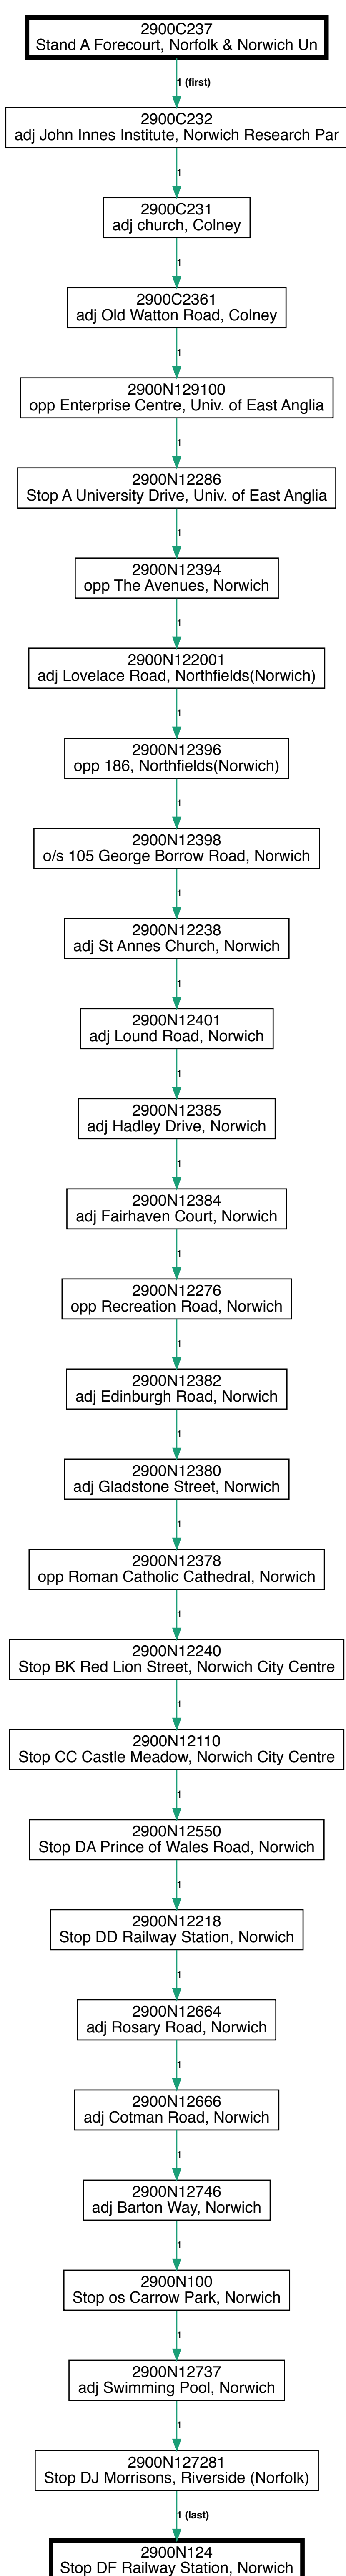 2900C237
Stand A Forecourt, Norfolk & Norwich Un
1 (first)
2900C232
adj John Innes Institute, Norwich Research Par
1
2900C231
adj church, Colney
1
2900C2361
adj Old Watton Road, Colney
1
2900N129100
opp Enterprise Centre, Univ. of East Anglia
1
2900N12286
Stop A University Drive, Univ. of East Anglia
1
2900N12394
opp The Avenues, Norwich
1
2900N122001
adj Lovelace Road, Northfields(Norwich)
1
2900N12396
opp 186, Northfields(Norwich)
1
2900N12398
o/s 105 George Borrow Road, Norwich
1
2900N12238
adj St Annes Church, Norwich
1
2900N12401
adj Lound Road, Norwich
1
2900N12385
adj Hadley Drive, Norwich
1
2900N12384
adj Fairhaven Court, Norwich
1
2900N12276
opp Recreation Road, Norwich
1
2900N12382
adj Edinburgh Road, Norwich
1
2900N12380
adj Gladstone Street, Norwich
1
2900N12378
opp Roman Catholic Cathedral, Norwich
1
2900N12240
Stop BK Red Lion Street, Norwich City Centre
1
2900N12110
Stop CC Castle Meadow, Norwich City Centre
1
2900N12550
Stop DA Prince of Wales Road, Norwich
1
2900N12218
Stop DD Railway Station, Norwich
1
2900N12664
adj Rosary Road, Norwich
1
2900N12666
adj Cotman Road, Norwich
1
2900N12746
adj Barton Way, Norwich
1
2900N100
Stop os Carrow Park, Norwich
1
2900N12737
adj Swimming Pool, Norwich
1
2900N127281
Stop DJ Morrisons, Riverside (Norfolk)
1 (last)
2900N124
Stop DF Railway Station, Norwich